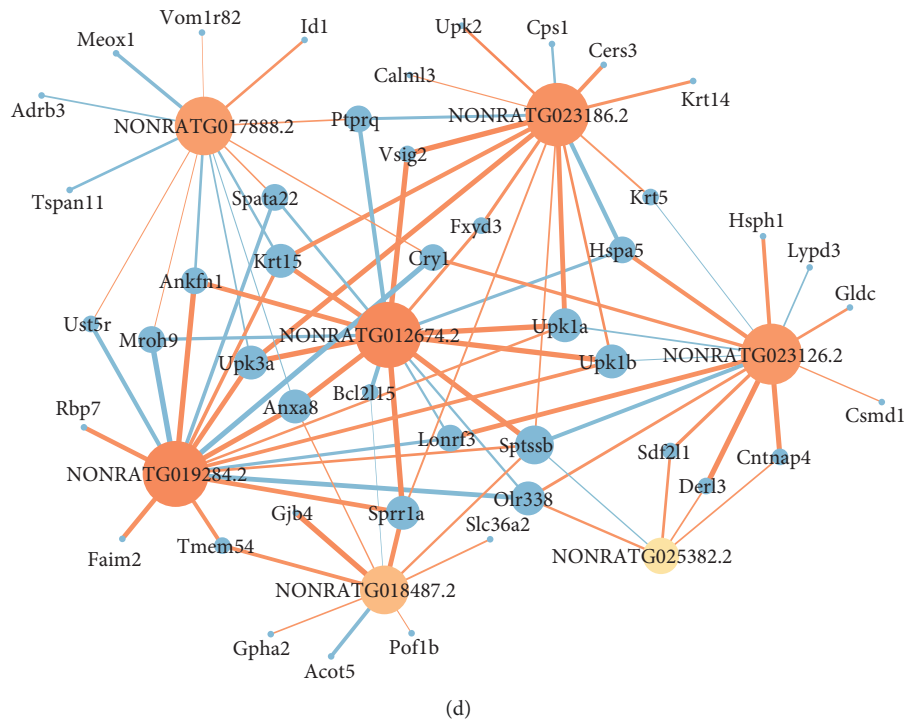 Vom1r82
Id1
Upk2
Cps1
Meox1
Cers3
Calml3
Krt14
Adrb3
NONRATG017888.2
Ptprq
NONRATG023186.2
Vsig2
Tspan11
Spata22
Krt5
Fxyd3
Hsph1
Krt15
Cry1
Hspa5
Lypd3
Ankfn1
Gldc
Ust5r
Mroh9
NONRATG012674.2
Upk1a
NONRATG023126.2
Upk3a
Upk1b
Bcl2l15
Rbp7
Anxa8
Csmd1
Lonrf3
Sptssb
Sdf2l1
Cntnap4
NONRATG019284.2
Derl3
Olr338
Gjb4
Sprr1a
Slc36a2
Faim2
Tmem54
NONRATG025382.2
NONRATG018487.2
Gpha2
Pof1b
Acot5
(d)